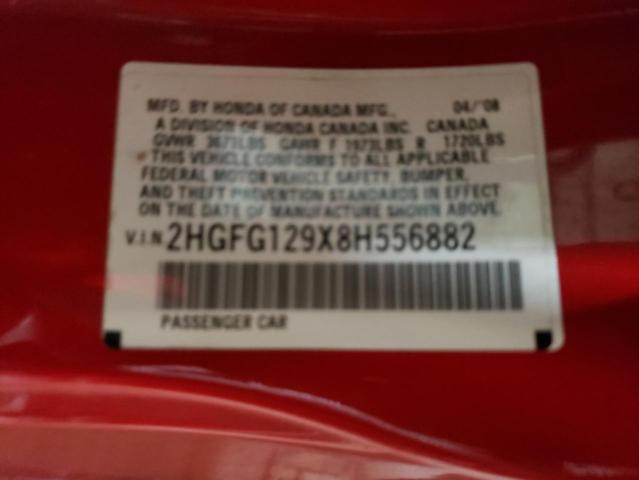 MFD. BY HONDA OF CANADA MFG., 04/'08
A DIVISION OF HONDA CANADA INC. CANADA
GVWR 3673LBS GAWR F 1973LBS R 1720LBS
THIS VEHICLE CONFORMS TO ALL APPLICABLE
FEDERAL MOTOR VEHICLE SAFETY, BUMPER,
AND THEFT PREVENTION STANDARDS IN EFFECT
ON THE DATE OF MANUFACTURE SHOWN ABOVE.
V.I.N. 2HGFG129X8H556882
PASSENGER CAR